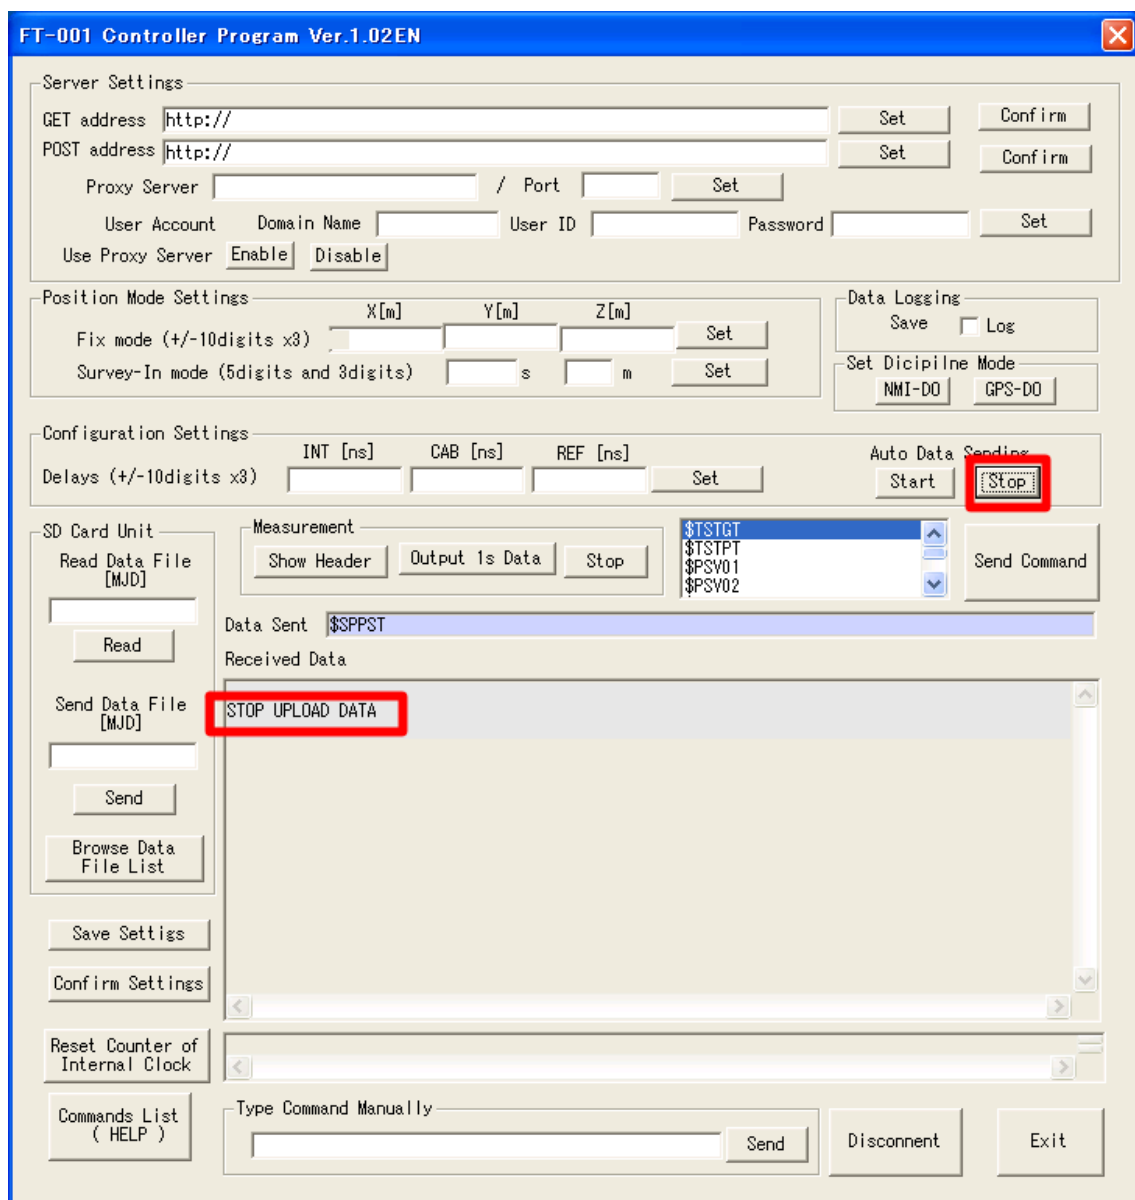 FT-001 Controller Program Ver.1.02EN
Server Settings
GET address http:// Set Confirm
POST address http:// Set Confirm
Proxy Server / Port Set
User Account Domain Name User ID Password Set
Use Proxy Server Enable Disable
Position Mode Settings
X[m] Y[m] Z[m]
Fix mode (+/-10digits x3) Set
Survey-In mode (5digits and 3digits) s m Set
Data Logging
Save Log
Set Dicipilne Mode
NMI-DO GPS-DO
Configuration Settings
INT [ns] CAB [ns] REF [ns]
Delays (+/-10digits x3) Set
Auto Data Sending
Start Stop
SD Card Unit
Read Data File
[MJD]
Read
Send Data File
[MJD]
Send
Browse Data
File List
Measurement
Show Header Output 1s Data Stop
$TSTGT
$TSTPT
$PSV01
$PSV02
Send Command
Data Sent $SPPST
Received Data
STOP UPLOAD DATA
Save Settigs
Confirm Settings
Reset Counter of
Internal Clock
Commands List
( HELP )
Type Command Manually
Send
Disconnent
Exit